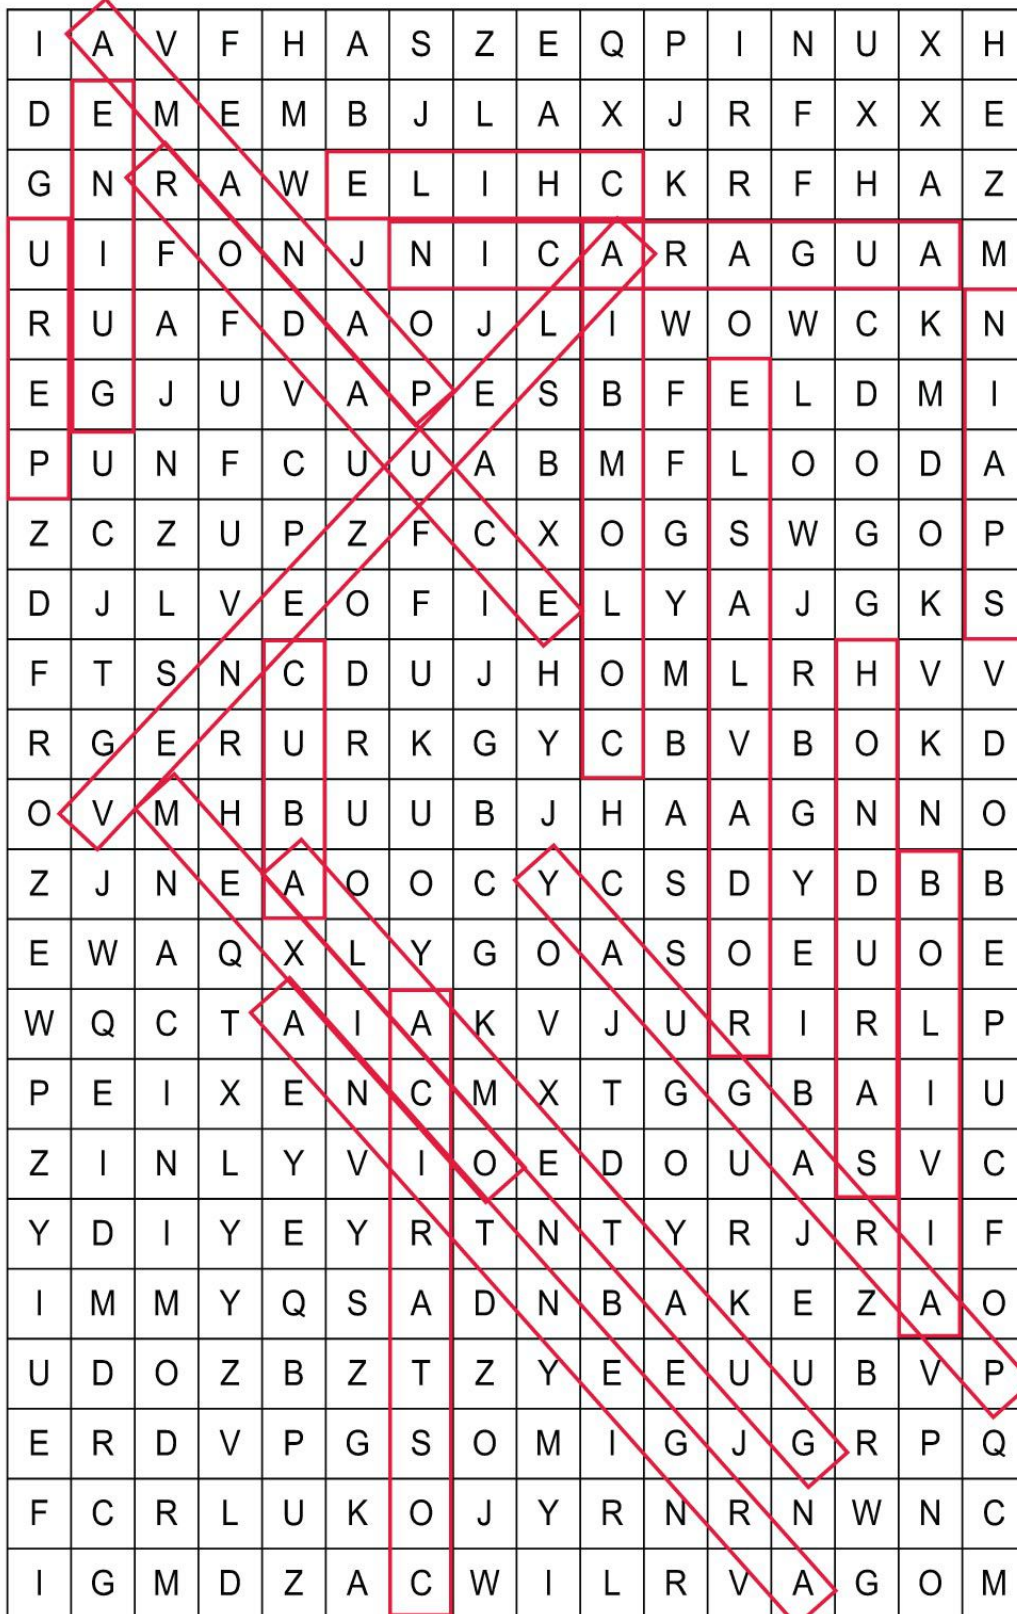 I A V F H A S Z E Q P I N U X H
D E M E M B J L A X J R F X X E
G N R A W E L I H C K R F H A Z
U I F O N J N I C A R A G U A M
R U A F D A O J L I W O W C K N
E G J U V A P E S B F E L D M I
P U N F C U U A B M F L O O D A
Z C Z U P Z F C X O G S W G O P
D J L V E O F I E L Y A J G K S
F T S N C D U J H O M L R H V V
R G E R U R K G Y C B V B O K D
O V M H B U U B J H A A G N N O
Z J N E A O O C Y C S D Y D B B
E W A Q X L Y G O A S O E U O E
W Q C T A I A K V J U R I R L P
P E I X E N C M X T G G B A I U
Z I N L Y V I O E D O U A S V C
Y D I Y E Y R T N T Y R J R I F
I M M Y Q S A D N B A K E Z A O
U D O Z B Z T Z Y E E U U B V P
E R D V P G S O M I G J G R P Q
F C R L U K O J Y R N R N W N C
I G M D Z A C W I L R V A G O M